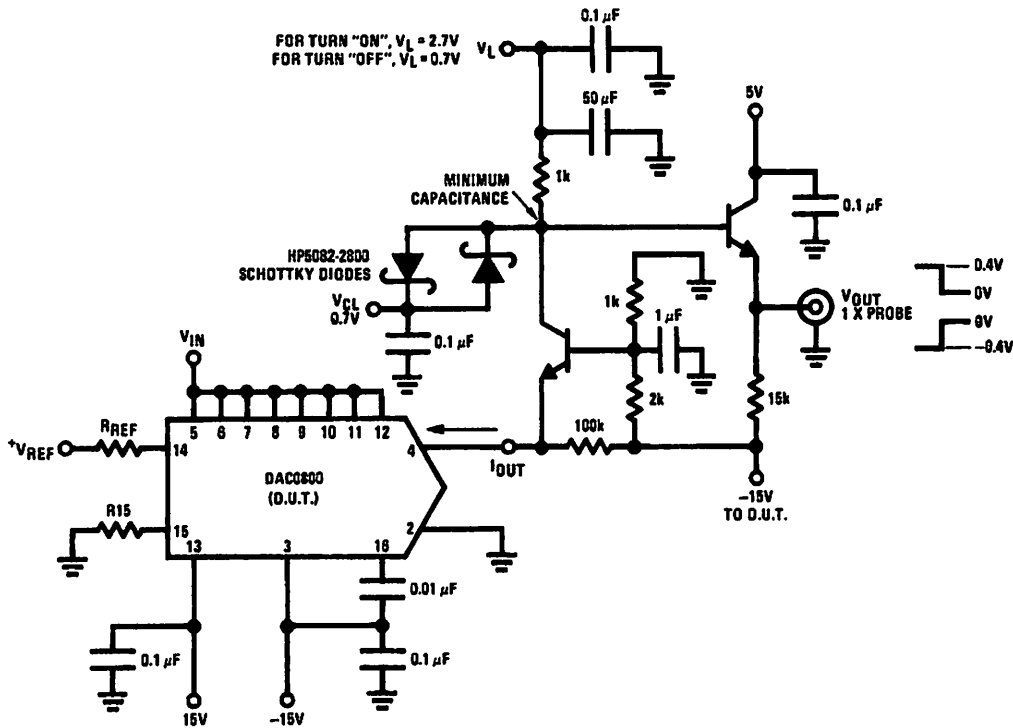 0.1 µF
FOR TURN "ON", VL = 2.7V
FOR TURN "OFF", VL = 0.7V
VL
50 µF
5V
1k
MINIMUM
CAPACITANCE
0.1 µF
HP5082-2800
SCHOTTKY DIODES
0.4V
0V
VCL
0.7V
1k
1 µF
VOUT
1 X PROBE
0V
-0.4V
0.1 µF
VIN
2k
15k
100k
5 6 7 8 9 10 11 12
+VREF
RREF
14
4
IOUT
DAC0800
(D.U.T.)
-15V
TO D.U.T.
R15
15
2
13 3 16
0.01 µF
0.1 µF
0.1 µF
15V
-15V